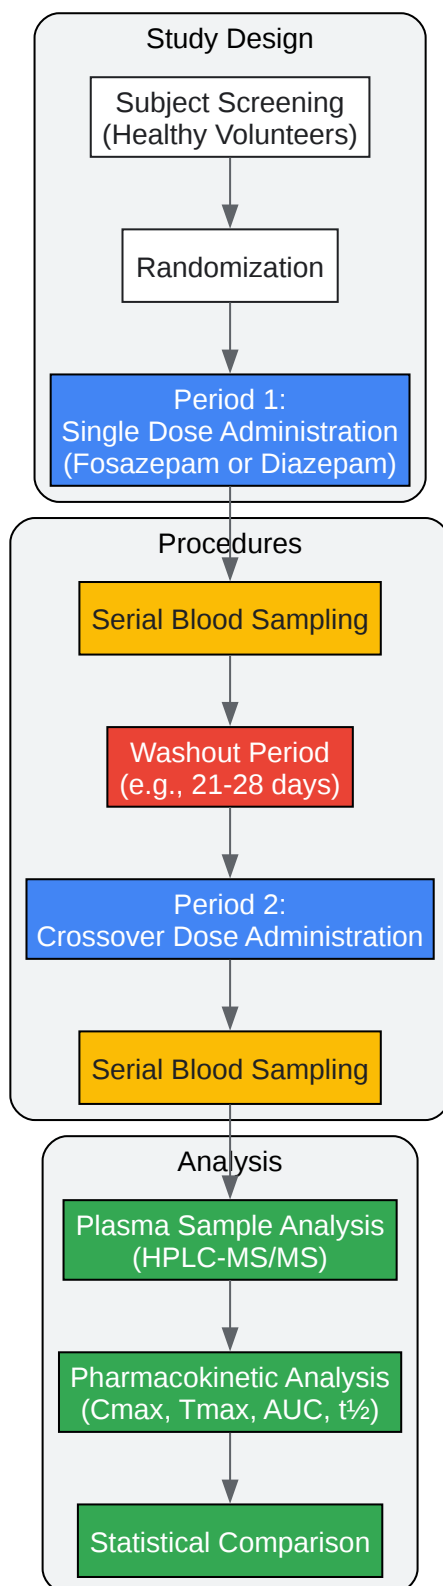 Study Design
Subject Screening
(Healthy Volunteers)
Randomization
Period 1:
Single Dose Administration
(Fosazepam or Diazepam)
Procedures
Serial Blood Sampling
Washout Period
(e.g., 21-28 days)
Period 2:
Crossover Dose Administration
Serial Blood Sampling
Analysis
Plasma Sample Analysis
(HPLC-MS/MS)
Pharmacokinetic Analysis
(Cmax, Tmax, AUC, t½)
Statistical Comparison